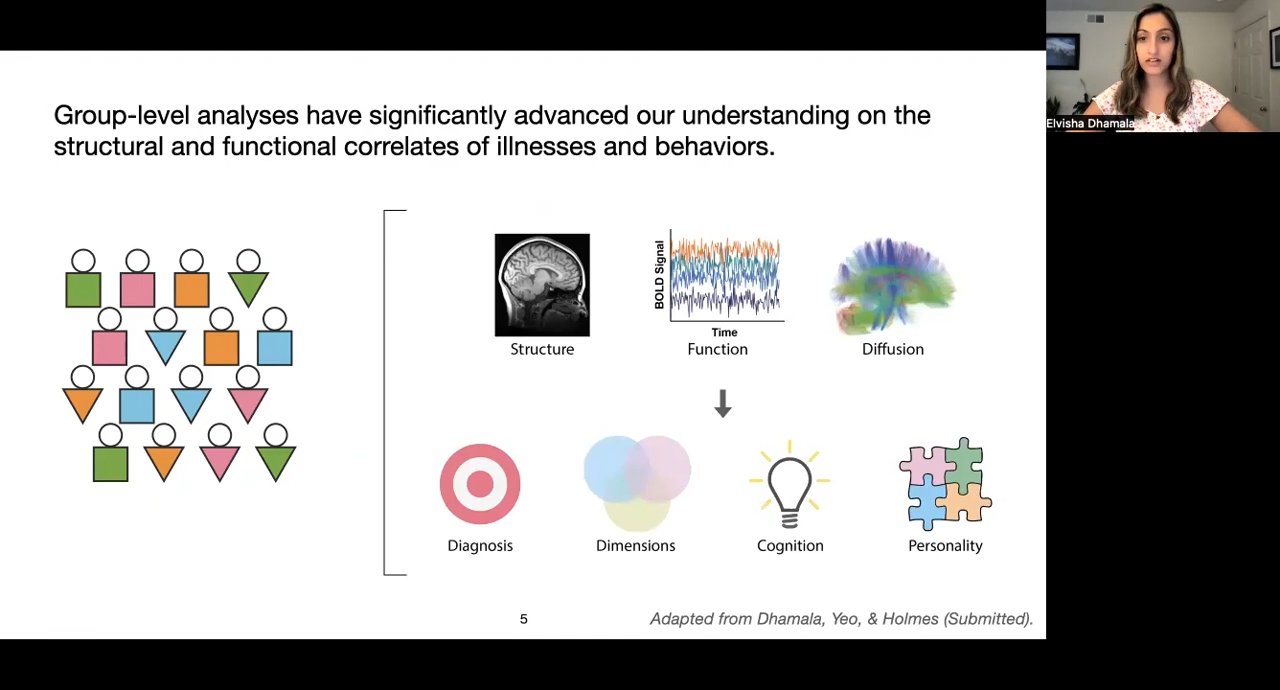 Group-level analyses have significantly advanced our understanding on the
structural and functional correlates of illnesses and behaviors.
Elvisha Dhamala
BOLD Signal
Time
Structure
Function
Diffusion
Diagnosis
Dimensions
Cognition
Personality
5
Adapted from Dhamala, Yeo, & Holmes (Submitted).